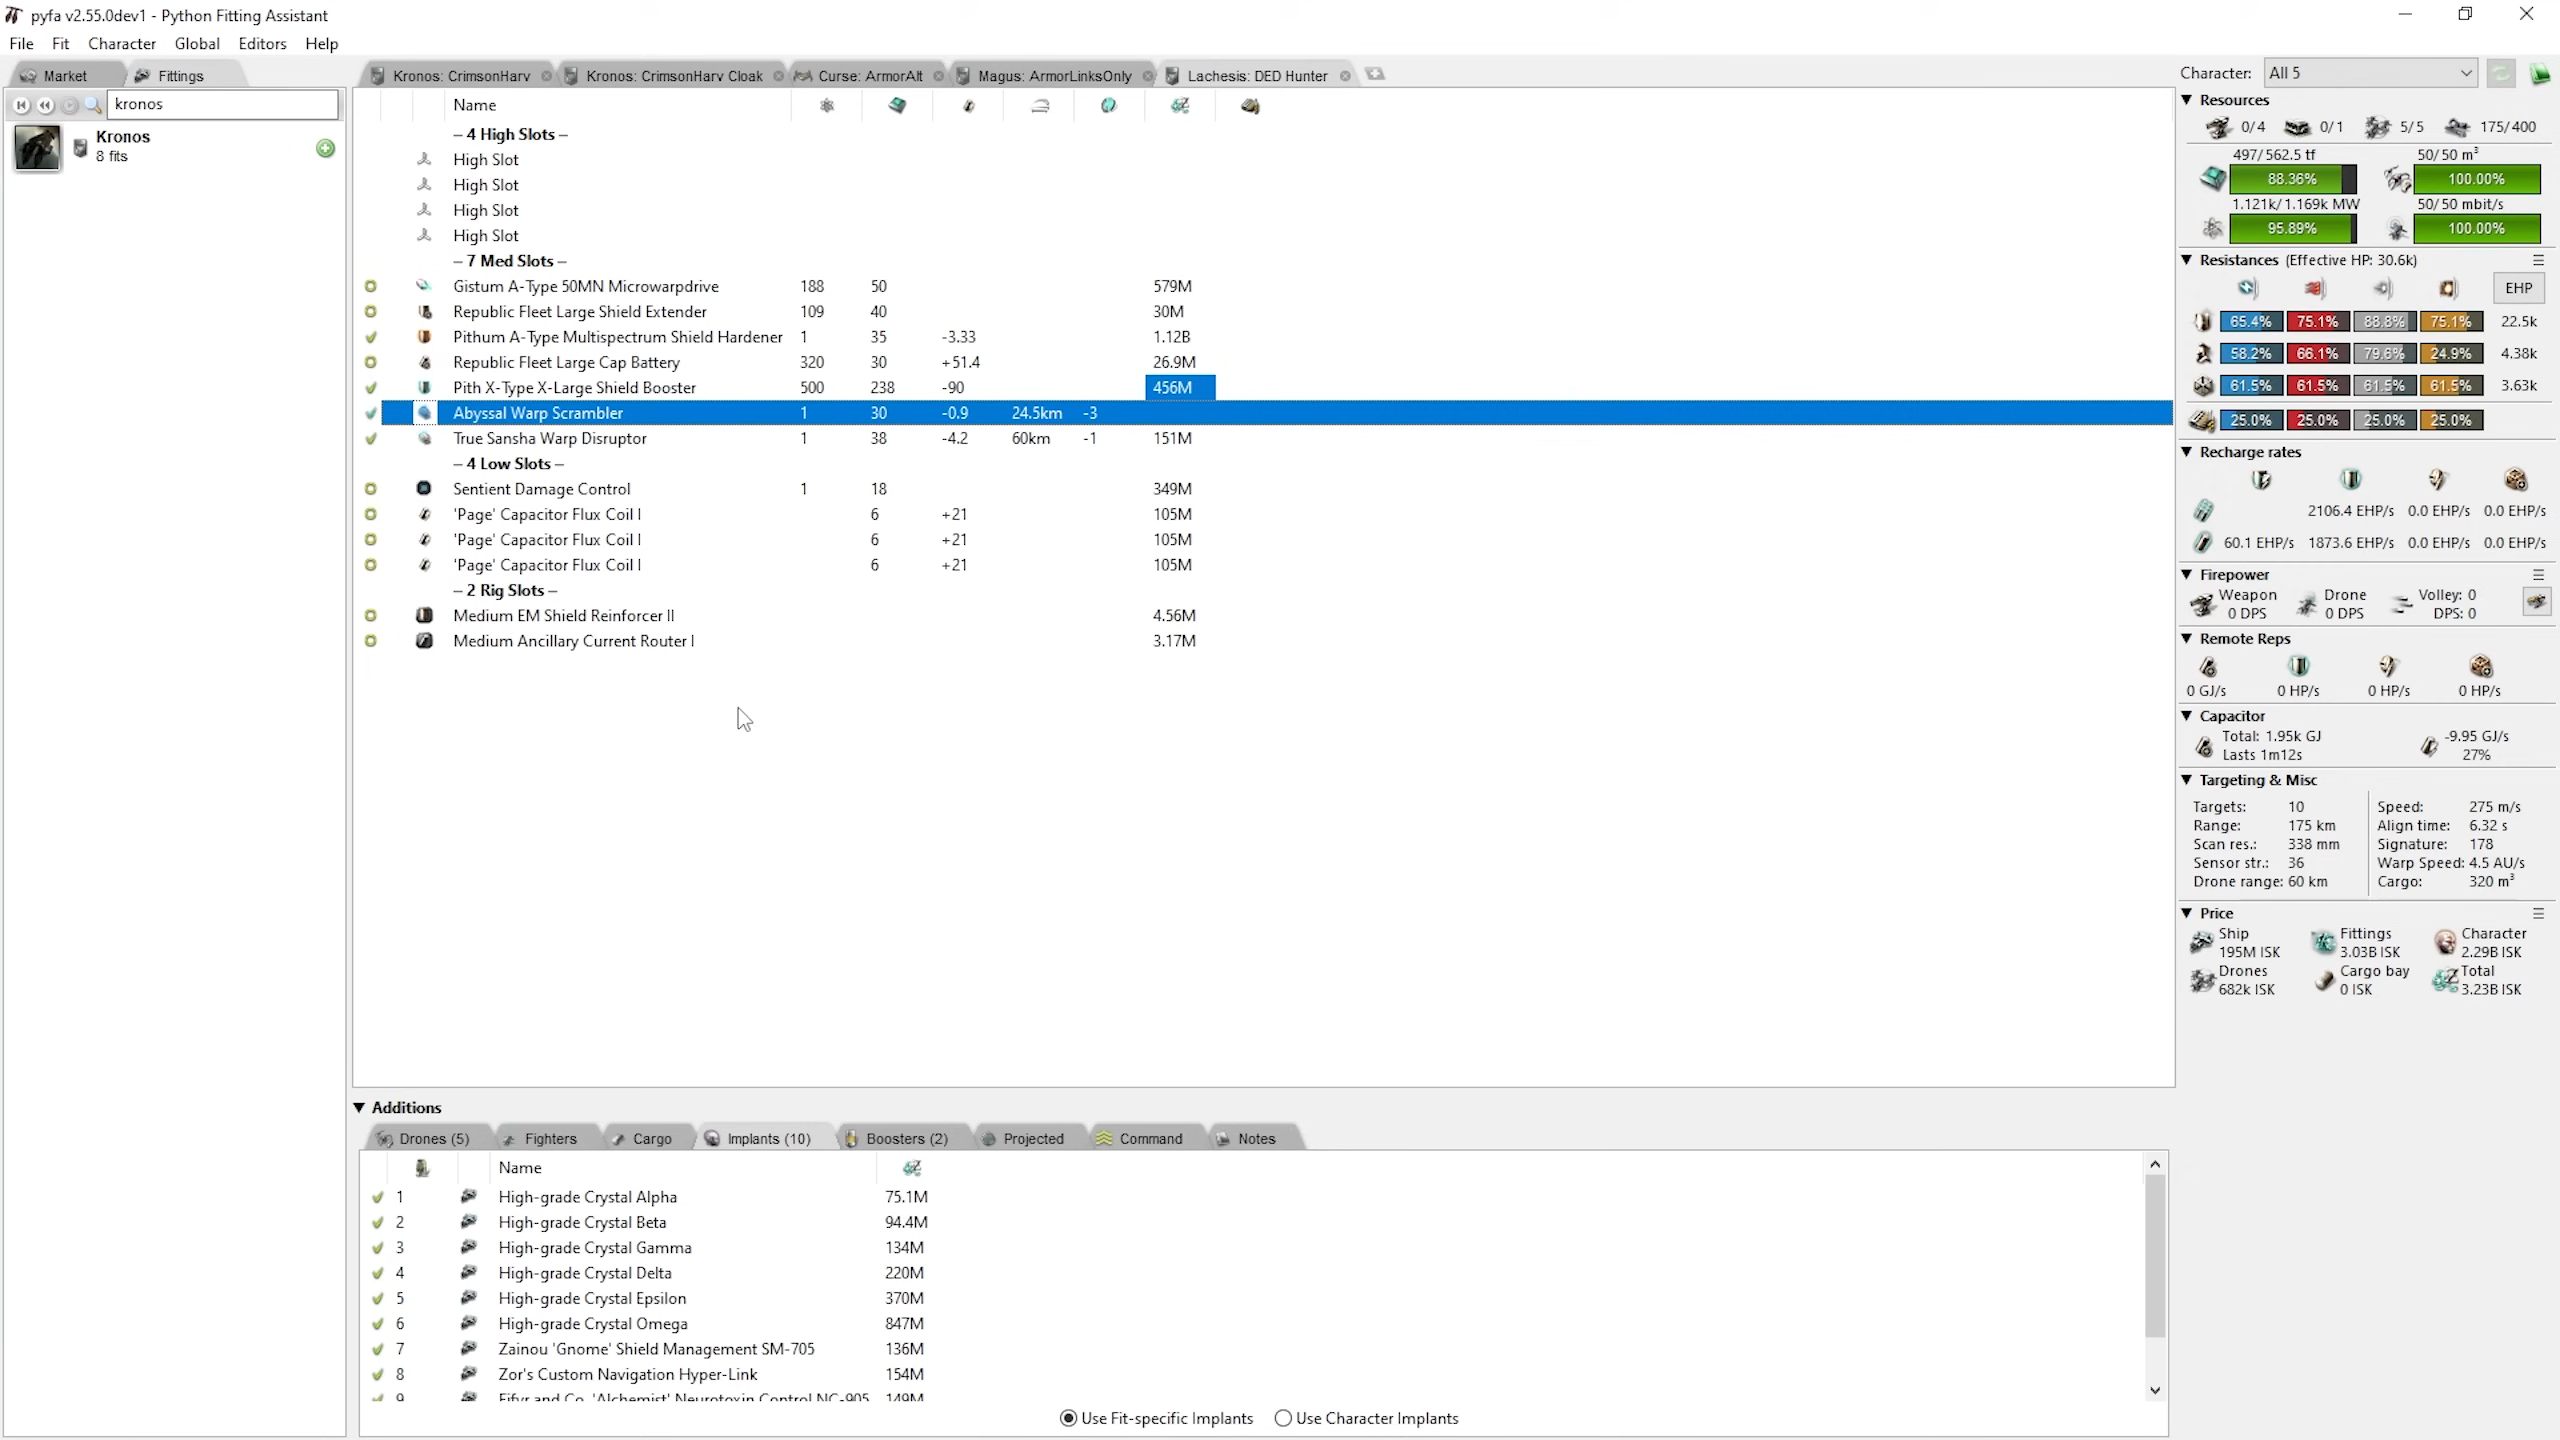 pyfa v2.55.0dev1 - Python Fitting Assistant
File Fit Character Global Editors Help
Market Fittings
kronos
Kronos
8 fits
Kronos: CrimsonHarv Kronos: CrimsonHarv Cloak Curse: ArmorAlt Magus: ArmorLinksOnly Lachesis: DED Hunter
Name
– 4 High Slots –
High Slot
High Slot
High Slot
High Slot
– 7 Med Slots –
Gistum A-Type 50MN Microwarpdrive 188 50 579M
Republic Fleet Large Shield Extender 109 40 30M
Pithum A-Type Multispectrum Shield Hardener 1 35 -3.33 1.12B
Republic Fleet Large Cap Battery 320 30 +51.4 26.9M
Pith X-Type X-Large Shield Booster 500 238 -90 456M
Abyssal Warp Scrambler 1 30 -0.9 24.5km -3
True Sansha Warp Disruptor 1 38 -4.2 60km -1 151M
– 4 Low Slots –
Sentient Damage Control 1 18 349M
'Page' Capacitor Flux Coil I 6 +21 105M
'Page' Capacitor Flux Coil I 6 +21 105M
'Page' Capacitor Flux Coil I 6 +21 105M
– 2 Rig Slots –
Medium EM Shield Reinforcer II 4.56M
Medium Ancillary Current Router I 3.17M
Additions
Drones (5) Fighters Cargo Implants (10) Boosters (2) Projected Command Notes
Name
1 High-grade Crystal Alpha 75.1M
2 High-grade Crystal Beta 94.4M
3 High-grade Crystal Gamma 134M
4 High-grade Crystal Delta 220M
5 High-grade Crystal Epsilon 370M
6 High-grade Crystal Omega 847M
7 Zainou 'Gnome' Shield Management SM-705 136M
8 Zor's Custom Navigation Hyper-Link 154M
9 Eifyr and Co. 'Alchemist' Neurotoxin Control NC-905 149M
Use Fit-specific Implants Use Character Implants
Character: All 5
Resources
0/4 0/1 5/5 175/400
497/562.5 tf 50/50 m³
88.36% 100.00%
1.121k/1.169k MW 50/50 mbit/s
95.89% 100.00%
Resistances (Effective HP: 30.6k)
EHP
65.4% 75.1% 88.8% 75.1% 22.5k
58.2% 66.1% 79.6% 24.9% 4.38k
61.5% 61.5% 61.5% 61.5% 3.63k
25.0% 25.0% 25.0% 25.0%
Recharge rates
2106.4 EHP/s 0.0 EHP/s 0.0 EHP/s
60.1 EHP/s 1873.6 EHP/s 0.0 EHP/s 0.0 EHP/s
Firepower
Weapon Drone Volley: 0
0 DPS 0 DPS DPS: 0
Remote Reps
0 GJ/s 0 HP/s 0 HP/s 0 HP/s
Capacitor
Total: 1.95k GJ -9.95 GJ/s
Lasts 1m12s 27%
Targeting & Misc
Targets: 10 Speed: 275 m/s
Range: 175 km Align time: 6.32 s
Scan res.: 338 mm Signature: 178
Sensor str.: 36 Warp Speed: 4.5 AU/s
Drone range: 60 km Cargo: 320 m³
Price
Ship Fittings Character
195M ISK 3.03B ISK 2.29B ISK
Drones Cargo bay Total
682k ISK 0 ISK 3.23B ISK